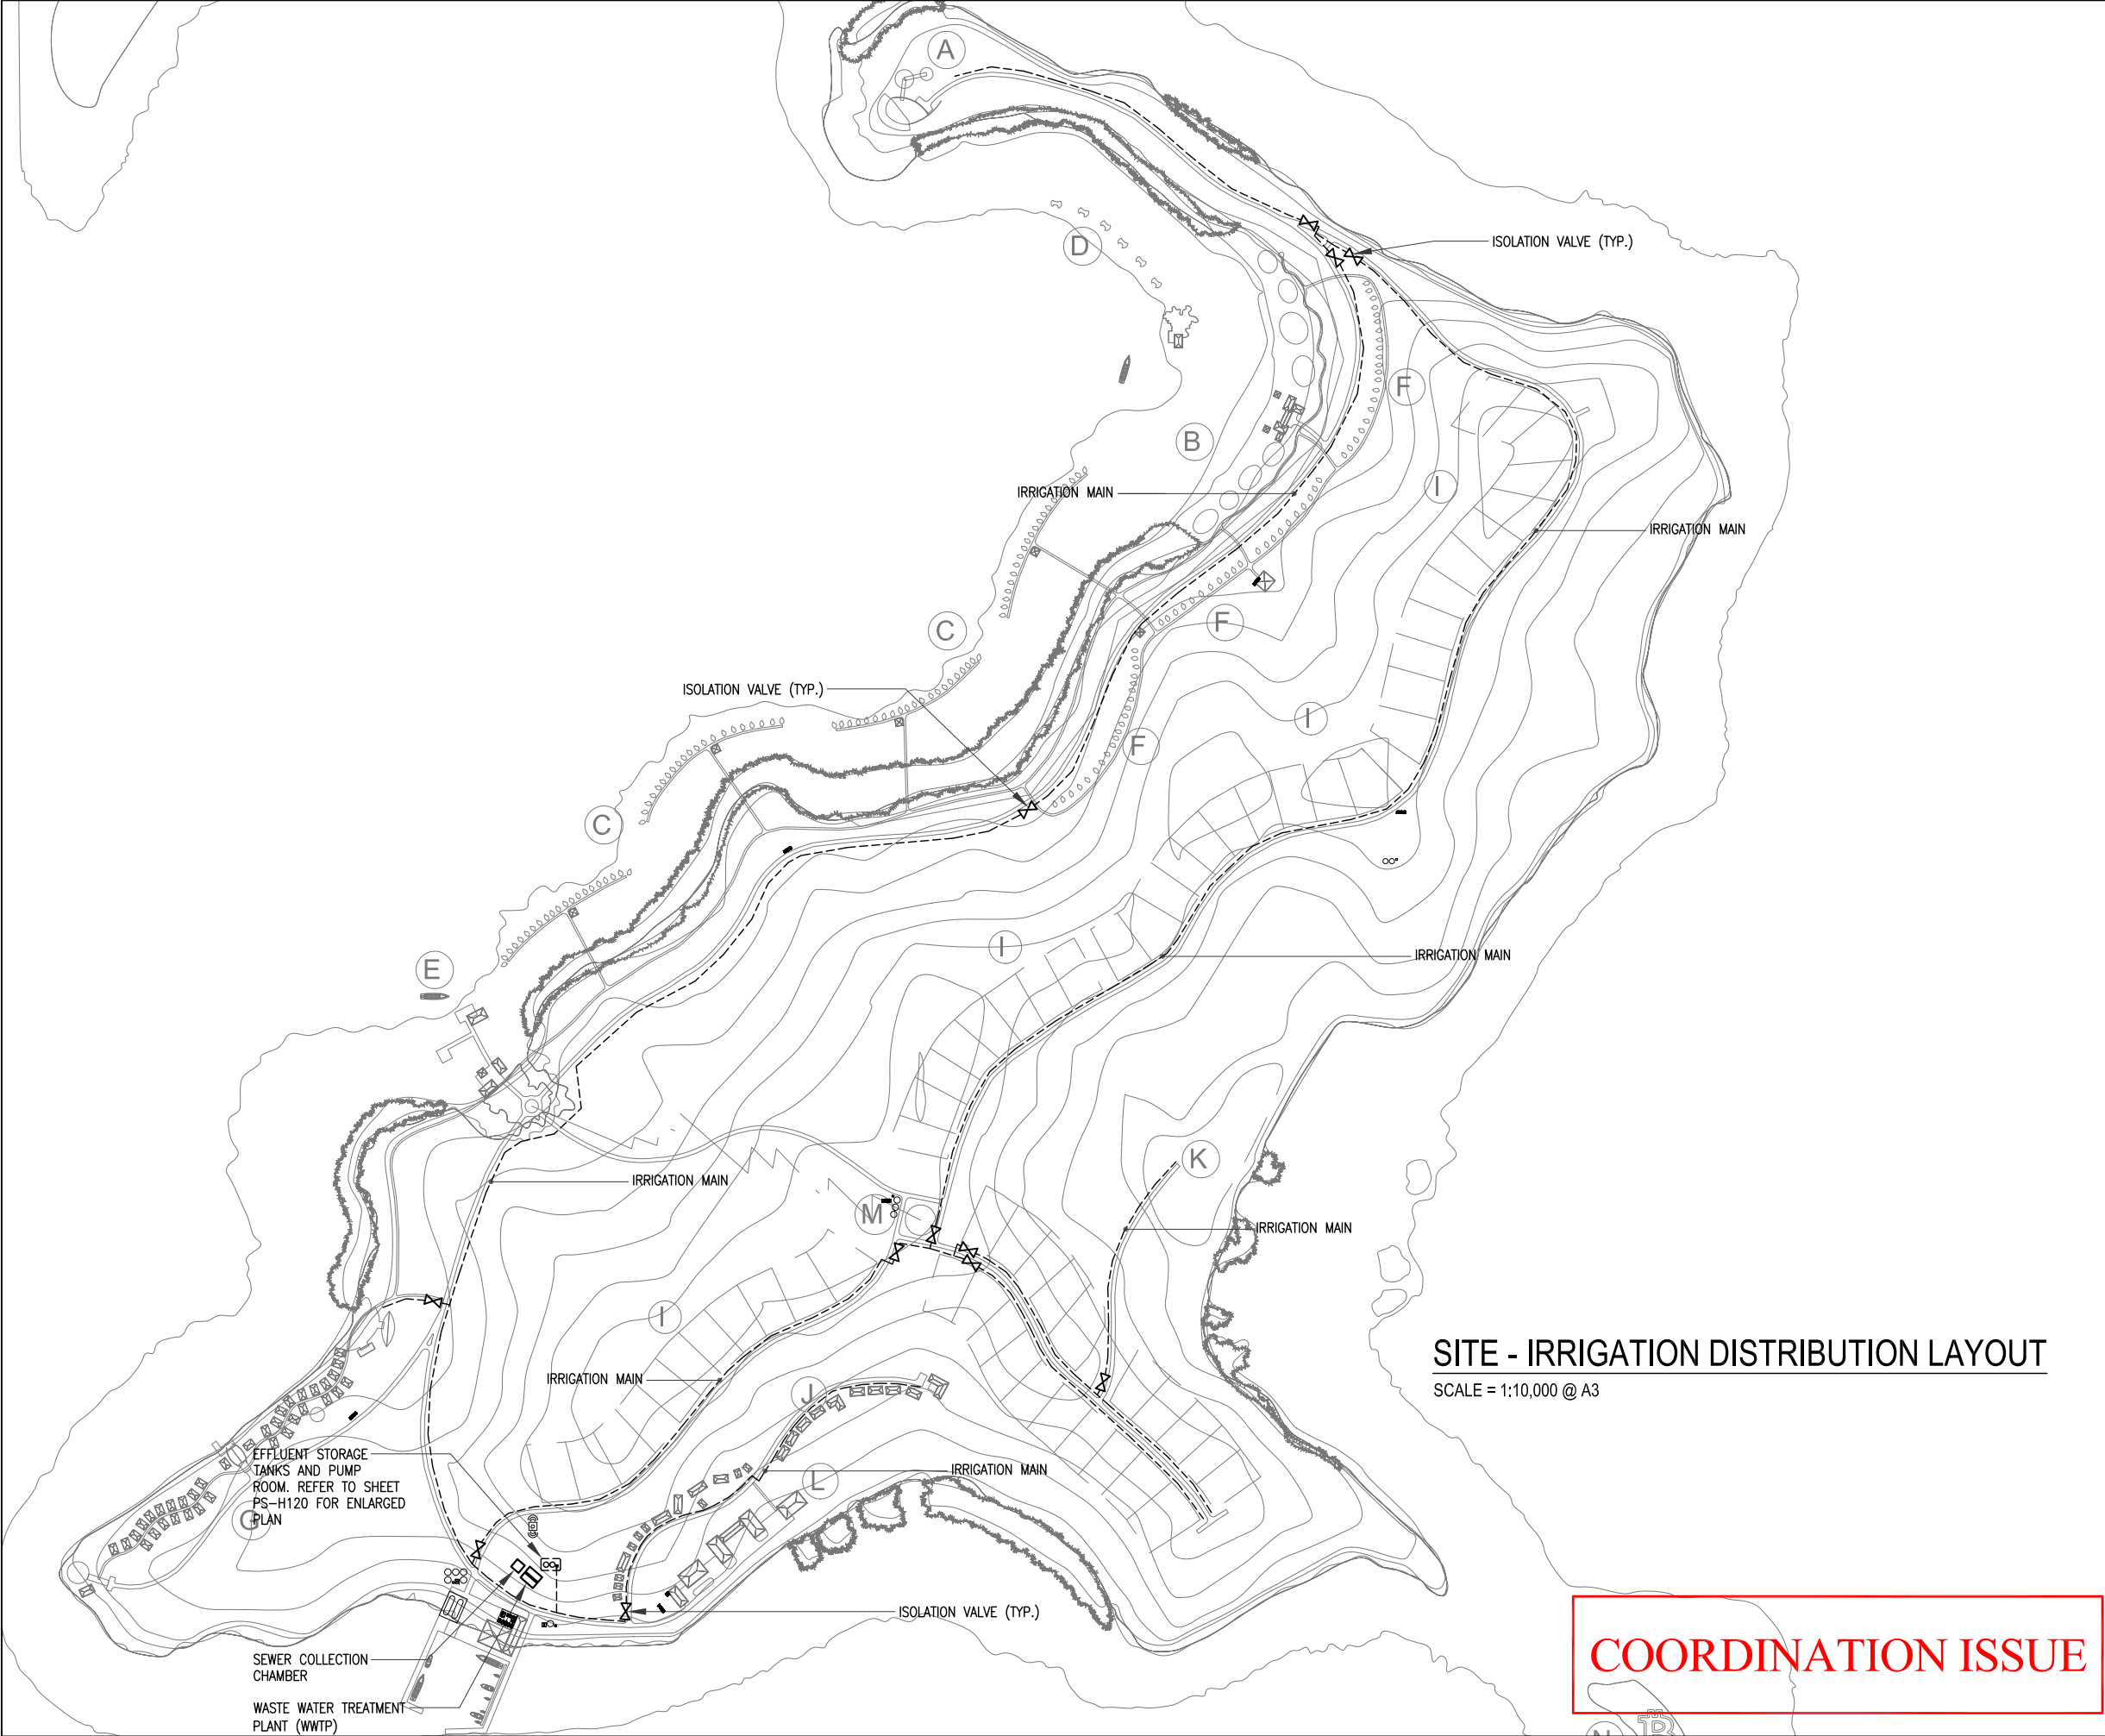 A
ISOLATION VALVE (TYP.)
D
F
B
I
IRRIGATION MAIN
IRRIGATION MAIN
F
C
ISOLATION VALVE (TYP.)
I
F
C
I
IRRIGATION MAIN
E
K
IRRIGATION MAIN
M
IRRIGATION MAIN
I
SITE - IRRIGATION DISTRIBUTION LAYOUT
SCALE = 1:10,000 @ A3
IRRIGATION MAIN
J
EFFLUENT STORAGE
TANKS AND PUMP
ROOM. REFER TO SHEET
PS-H120 FOR ENLARGED
PLAN
G
IRRIGATION MAIN
L
ISOLATION VALVE (TYP.)
SEWER COLLECTION
CHAMBER
WASTE WATER TREATMENT
PLANT (WWTP)
COORDINATION ISSUE